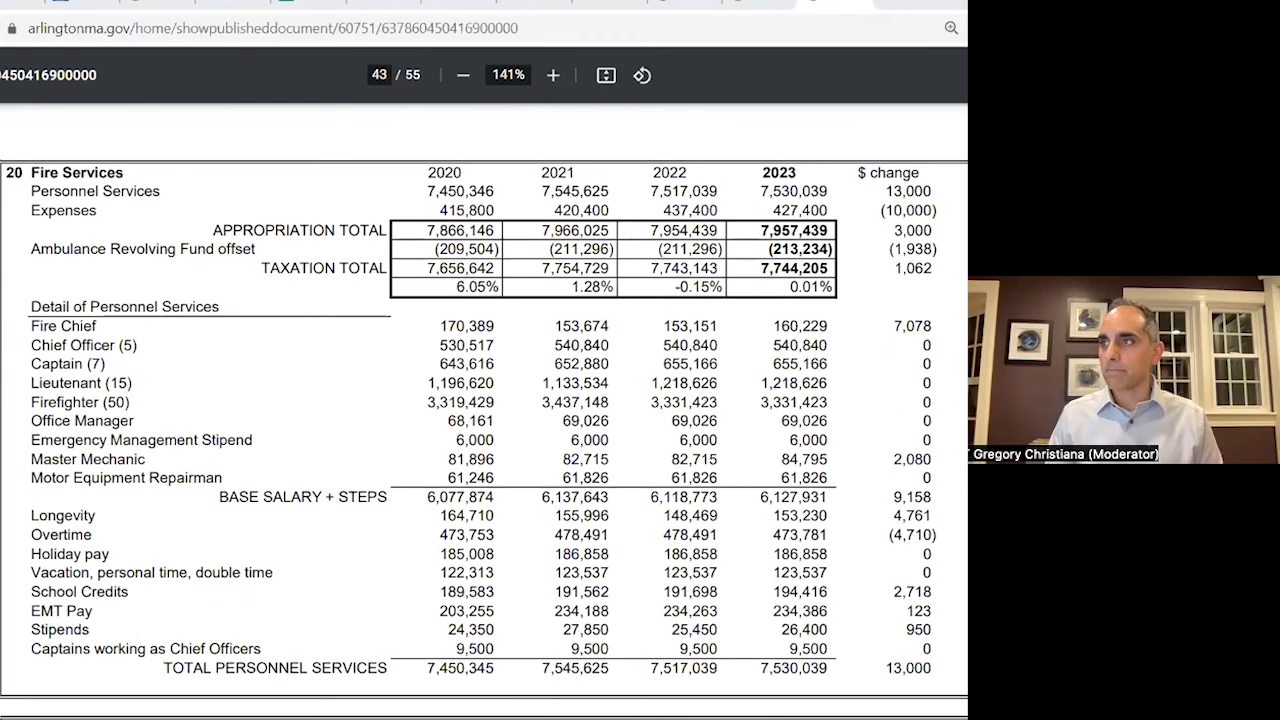 arlingtonma.gov/home/showpublisheddocument/60751/637860450416900000
0450416900000 43 / 55 — 141% +
20 Fire Services 2020 2021 2022 2023 $ change
Personnel Services 7,450,346 7,545,625 7,517,039 7,530,039 13,000
Expenses 415,800 420,400 437,400 427,400 (10,000)
APPROPRIATION TOTAL 7,866,146 7,966,025 7,954,439 7,957,439 3,000
Ambulance Revolving Fund offset (209,504) (211,296) (211,296) (213,234) (1,938)
TAXATION TOTAL 7,656,642 7,754,729 7,743,143 7,744,205 1,062
6.05% 1.28% -0.15% 0.01%
Detail of Personnel Services
Fire Chief 170,389 153,674 153,151 160,229 7,078
Chief Officer (5) 530,517 540,840 540,840 540,840 0
Captain (7) 643,616 652,880 655,166 655,166 0
Lieutenant (15) 1,196,620 1,133,534 1,218,626 1,218,626 0
Firefighter (50) 3,319,429 3,437,148 3,331,423 3,331,423 0
Office Manager 68,161 69,026 69,026 69,026 0
Emergency Management Stipend 6,000 6,000 6,000 6,000 0
Master Mechanic 81,896 82,715 82,715 84,795 2,080
Motor Equipment Repairman 61,246 61,826 61,826 61,826 0
BASE SALARY + STEPS 6,077,874 6,137,643 6,118,773 6,127,931 9,158
Longevity 164,710 155,996 148,469 153,230 4,761
Overtime 473,753 478,491 478,491 473,781 (4,710)
Holiday pay 185,008 186,858 186,858 186,858 0
Vacation, personal time, double time 122,313 123,537 123,537 123,537 0
School Credits 189,583 191,562 191,698 194,416 2,718
EMT Pay 203,255 234,188 234,263 234,386 123
Stipends 24,350 27,850 25,450 26,400 950
Captains working as Chief Officers 9,500 9,500 9,500 9,500 0
TOTAL PERSONNEL SERVICES 7,450,345 7,545,625 7,517,039 7,530,039 13,000
Gregory Christiana (Moderator)